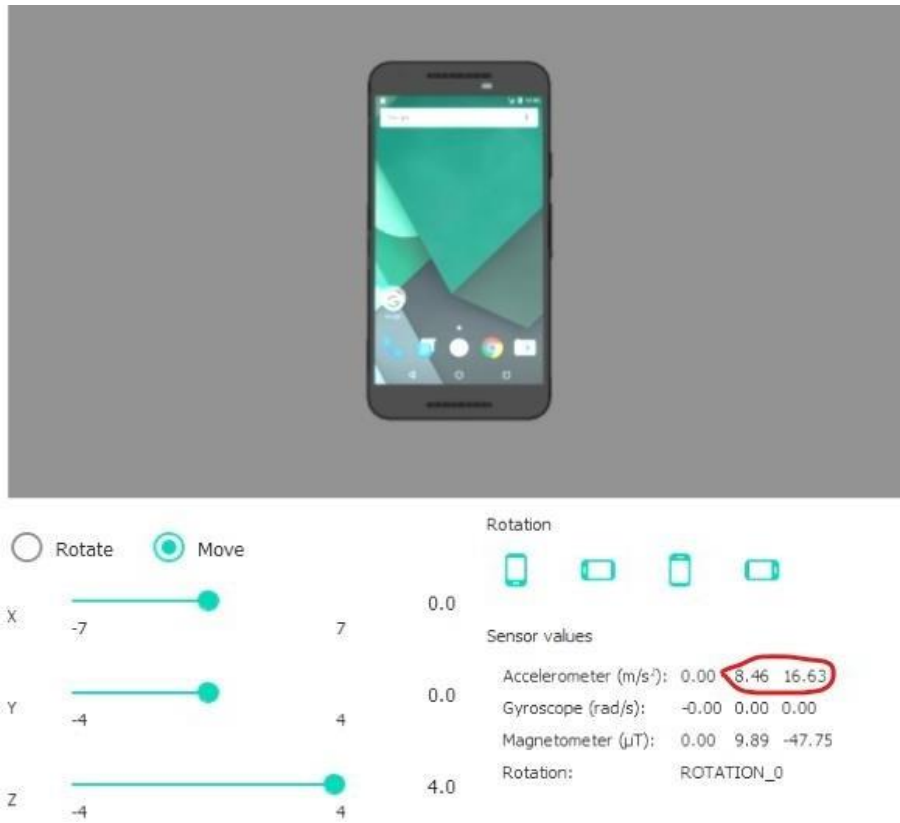 Rotate Move
X -7 7 0.0
Y -4 4 0.0
Z -4 4 4.0
Rotation
Sensor values
Accelerometer (m/s²): 0.00 8.46 16.63
Gyroscope (rad/s): -0.00 0.00 0.00
Magnetometer (μT): 0.00 9.89 -47.75
Rotation: ROTATION_0